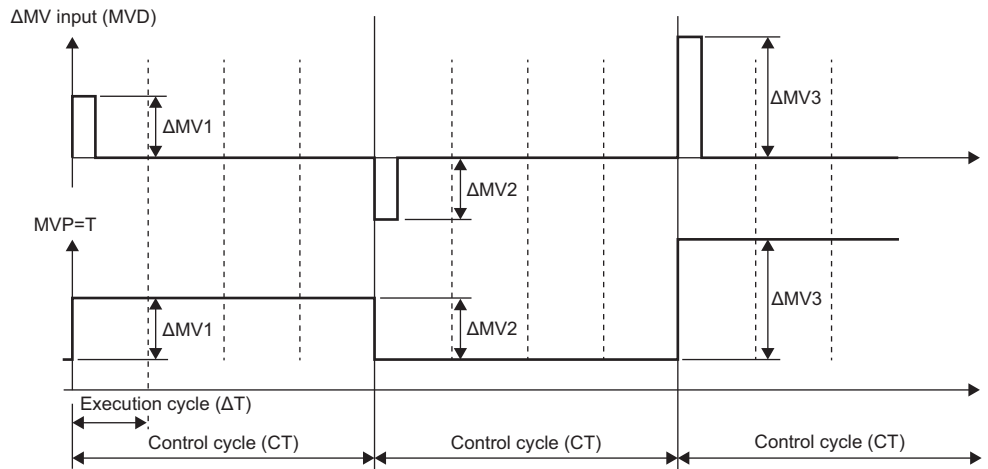 ΔMV input (MVD)
ΔMV1
ΔMV2
ΔMV3
MVP=T
ΔMV1
ΔMV2
ΔMV3
Execution cycle (ΔT)
Control cycle (CT)
Control cycle (CT)
Control cycle (CT)